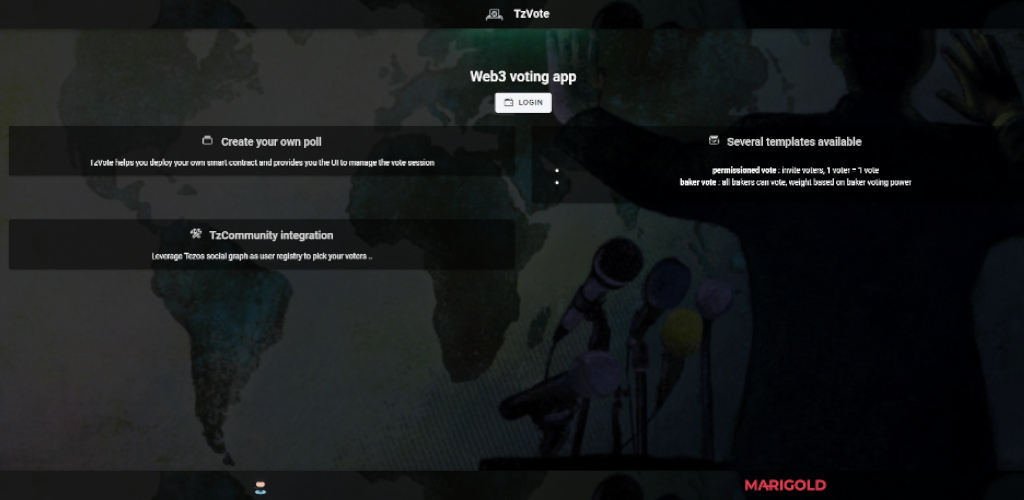 TzVote
Web3 voting app
LOGIN
Create your own poll
TzVote helps you deploy your own smart contract and provides you the UI to manage the vote session
Several templates available
permissioned vote : invite voters, 1 voter = 1 vote
baker vote : all bakers can vote, weight based on baker voting power
TzCommunity integration
Leverage Tezos social graph as user registry to pick your voters ..
MARIGOLD